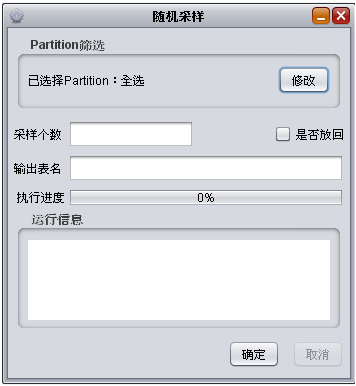 随机采样
Partition筛选
已选择Partition：全选
修改
采样个数
是否放回
输出表名
执行进度
0%
运行信息
确定
取消